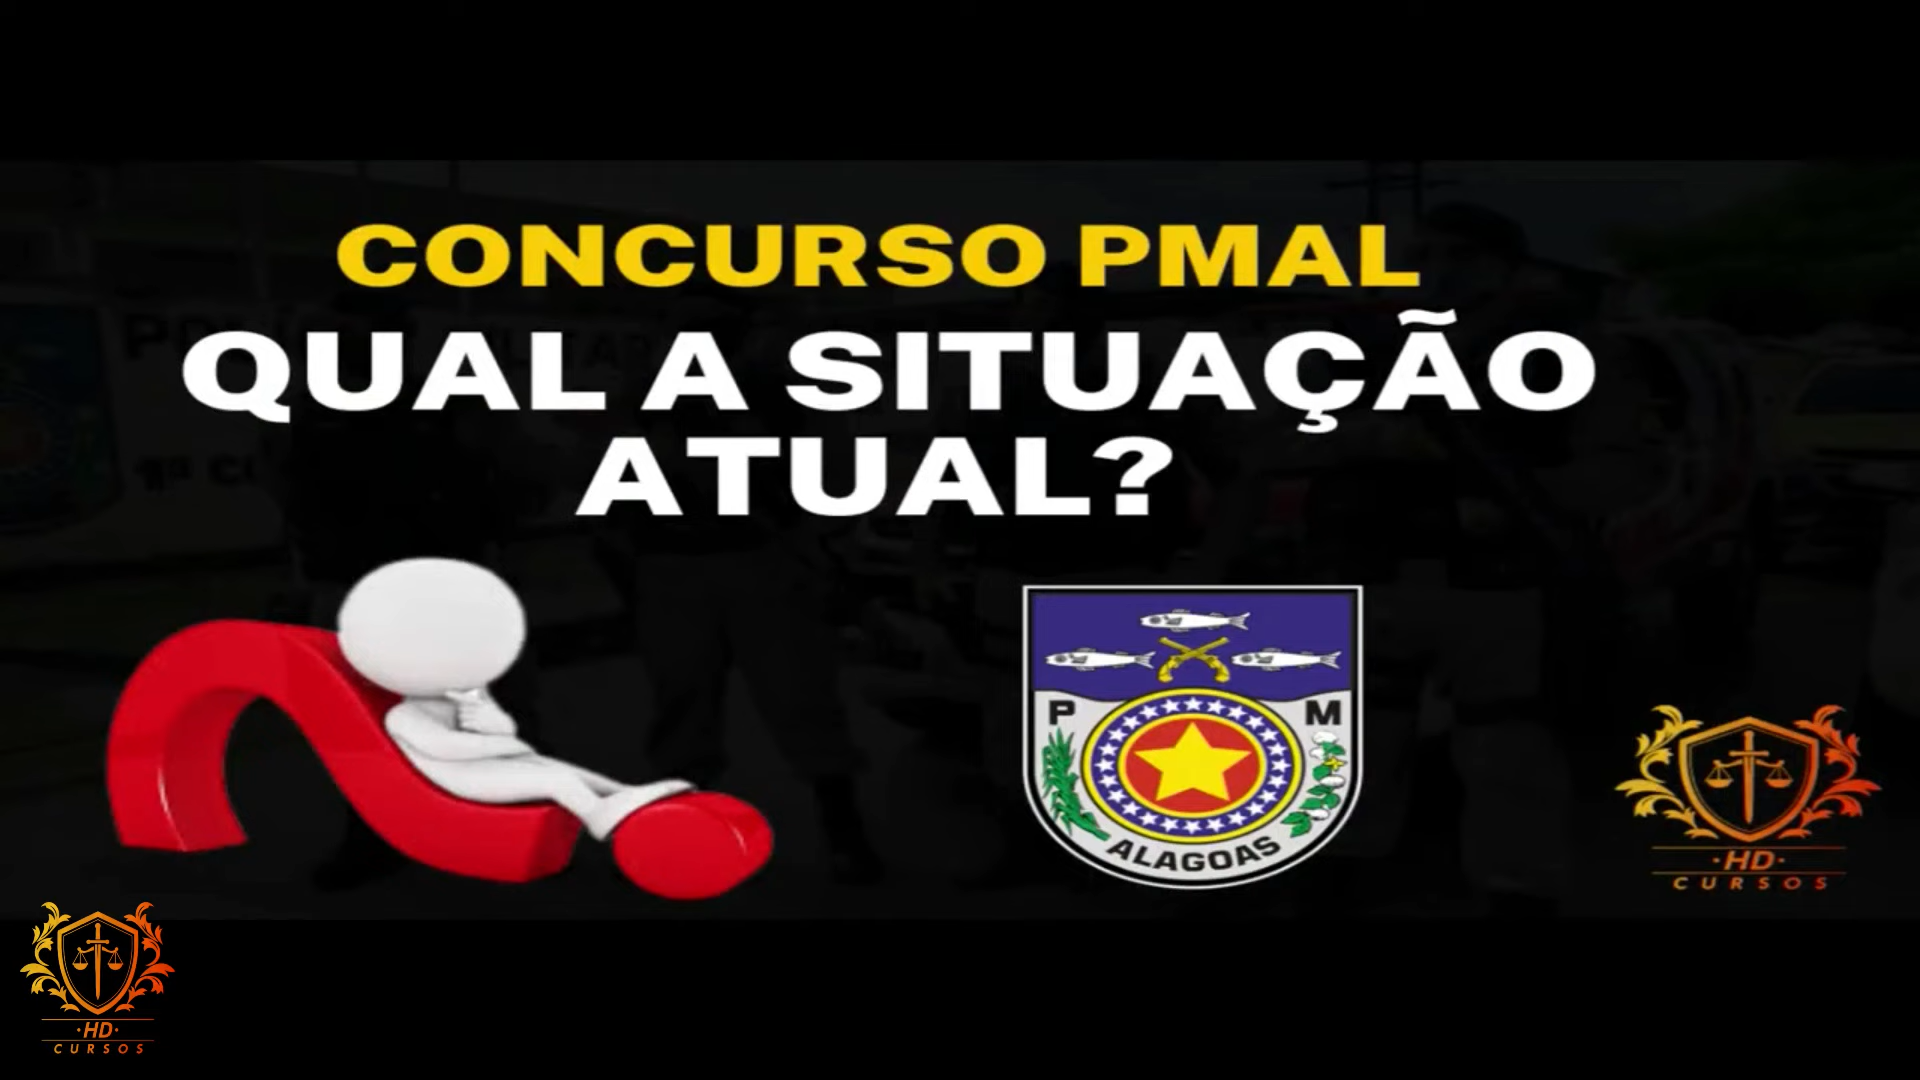 CONCURSO PMAL
QUAL A SITUAÇÃO
ATUAL?
P M
ALAGOAS
·HD·
CURSOS
·HD·
CURSOS